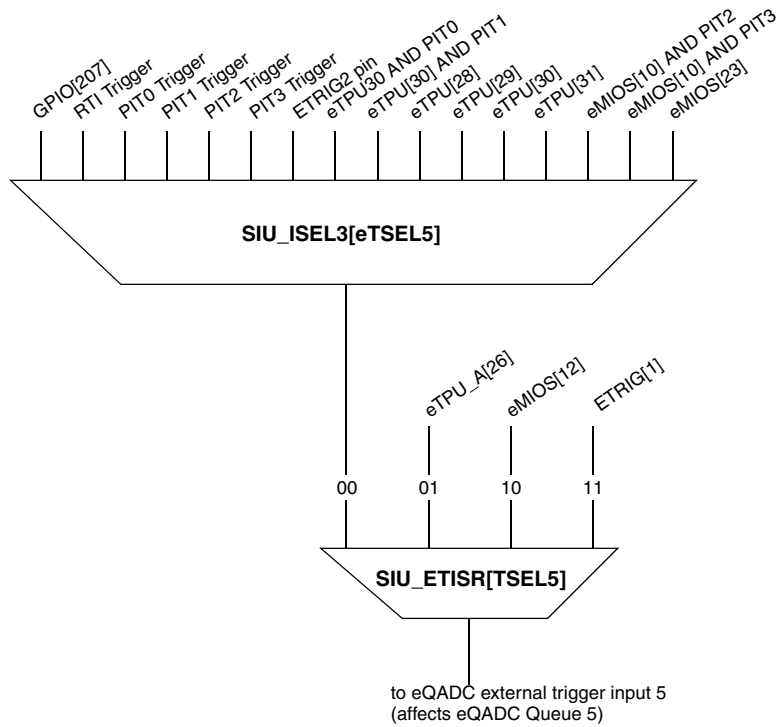 GPIO[207]
RTI Trigger
PIT0 Trigger
PIT1 Trigger
PIT2 Trigger
PIT3 Trigger
ETRIG2 pin
eTPU30 AND PIT0
eTPU[30] AND PIT1
eTPU[28]
eTPU[29]
eTPU[30]
eTPU[31]
eMIOS[10] AND PIT2
eMIOS[10] AND PIT3
eMIOS[23]
SIU_ISEL3[eTSEL5]
eTPU_A[26]
eMIOS[12]
ETRIG[1]
00
01
10
11
SIU_ETISR[TSEL5]
to eQADC external trigger input 5
(affects eQADC Queue 5)